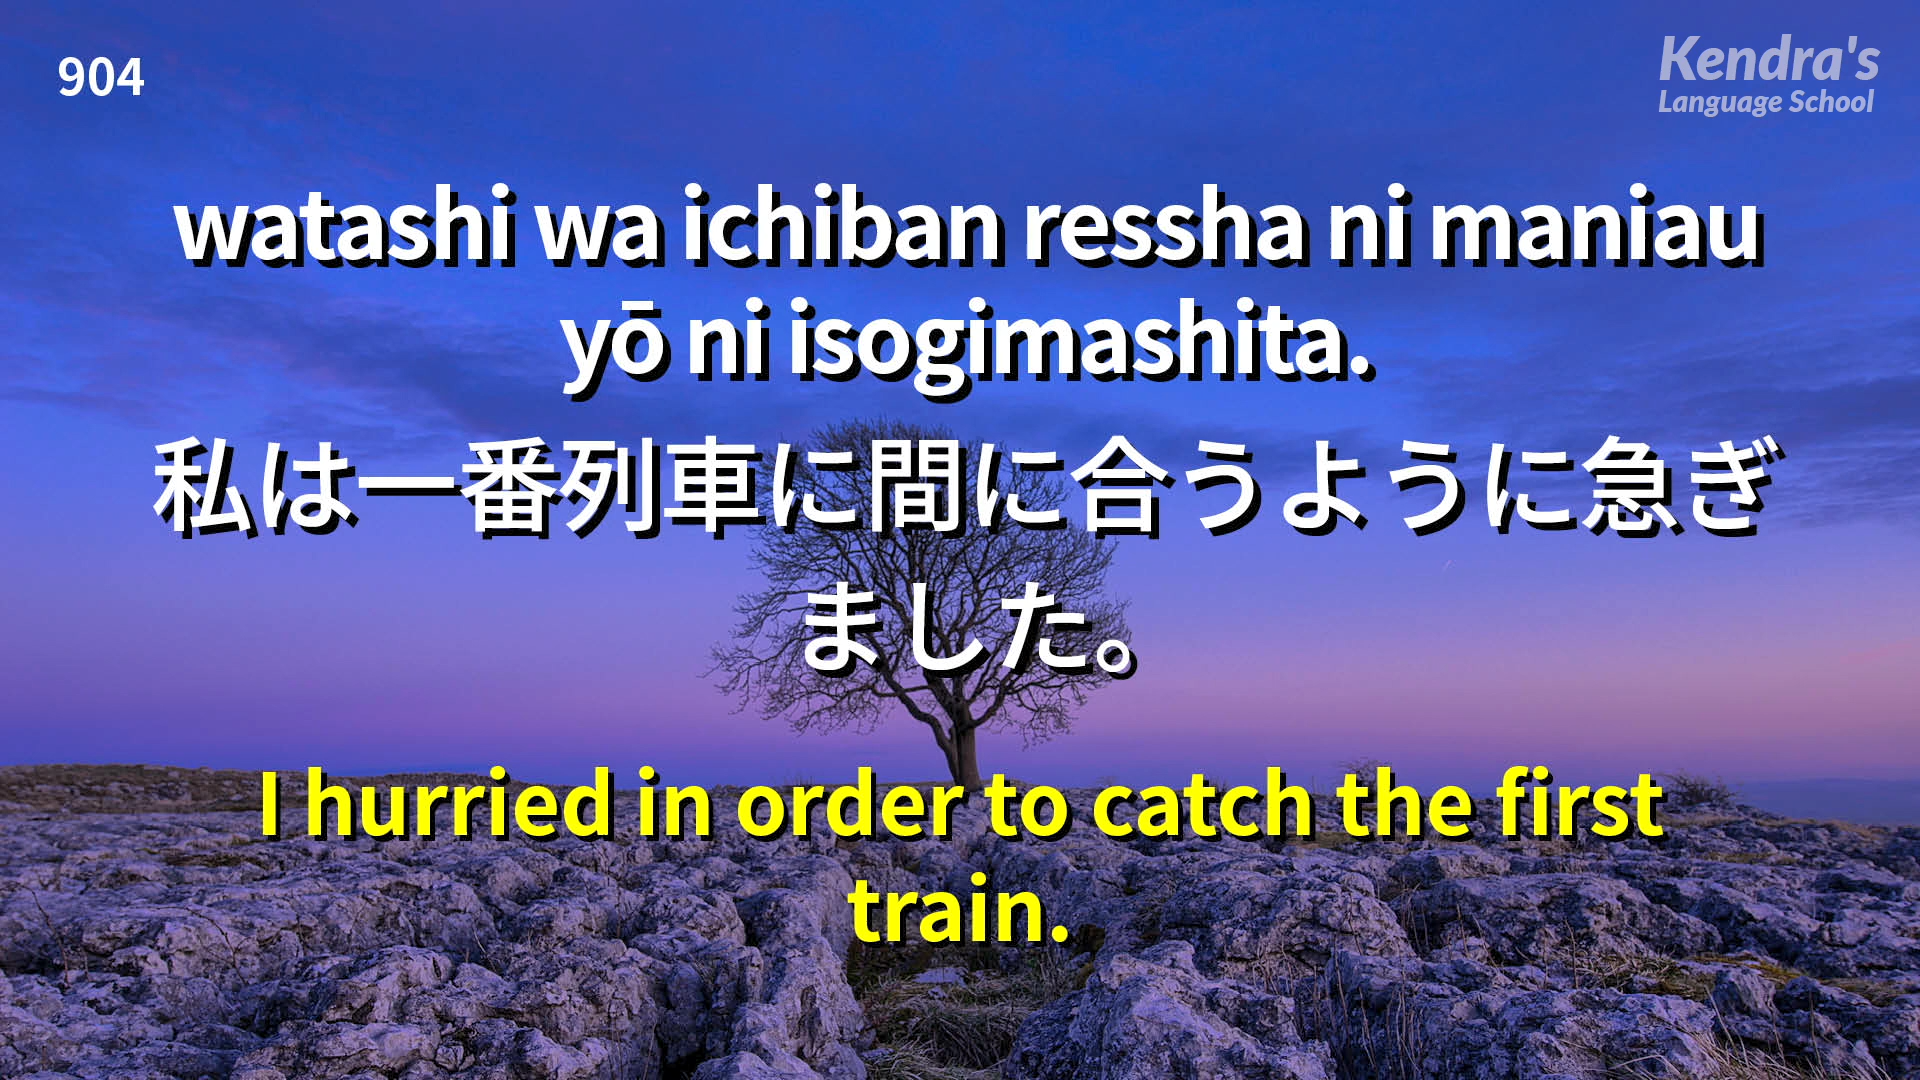 904
Kendra's
Language School
watashi wa ichiban ressha ni maniau
yō ni isogimashita.
私は一番列車に間に合うように急ぎ
ました。
I hurried in order to catch the first
train.